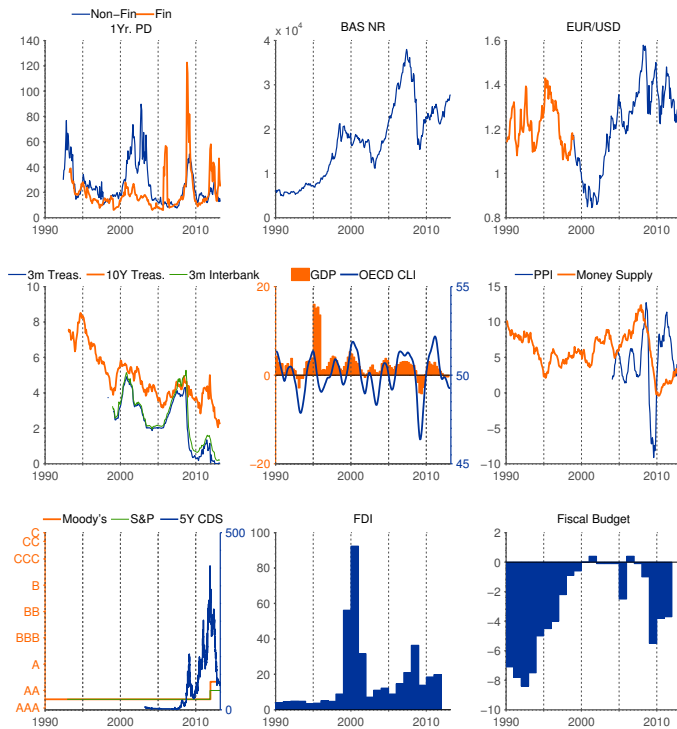 Non-Fin Fin
1Yr. PD
140
120
100
80
60
40
20
0
1990 2000 2010
x 10⁴
BAS NR
4
3
2
1
0
1990 2000 2010
EUR/USD
1.6
1.4
1.2
1
0.8
1990 2000 2010
3m Treas. 10Y Treas. 3m Interbank
10
8
6
4
2
0
1990 2000 2010
GDP OECD CLI
20
0
-20
55
50
45
1990 2000 2010
PPI Money Supply
15
10
5
0
-5
-10
1990 2000 2010
Moody's S&P 5Y CDS
C
CC
CCC
B
BB
BBB
A
AA
AAA
500
0
1990 2000 2010
FDI
100
80
60
40
20
0
1990 2000 2010
Fiscal Budget
2
0
-2
-4
-6
-8
-10
1990 2000 2010